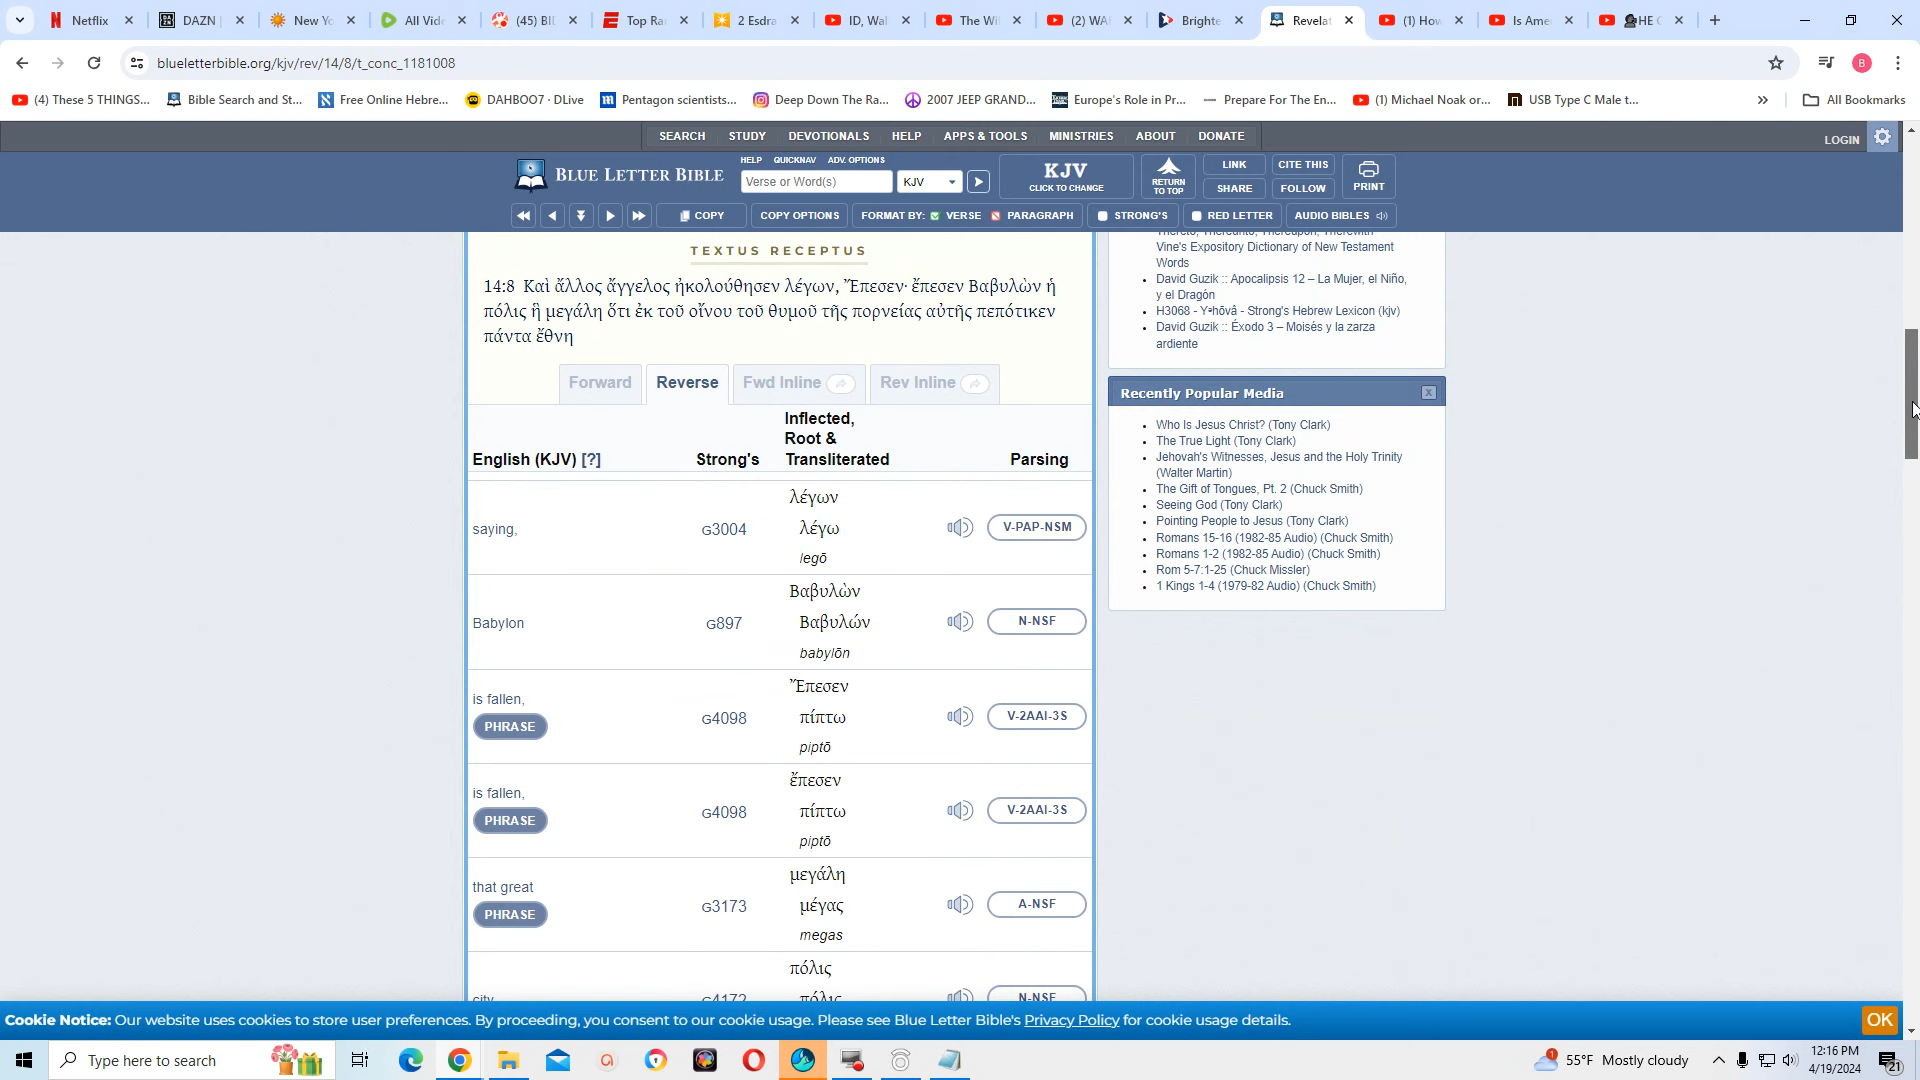 Netflix
DAZN
New Yo
All Vide
(45) BI
Top Ra
2 Esdra
ID, Wal
The Wi
(2) WA
Brighte
Revelat
(1) How
Is Ame
HE
blueletterbible.org/kjv/rev/14/8/t_conc_1181008
B
(4) These 5 THINGS...
Bible Search and St...
Free Online Hebre...
DAHBOO7 · DLive
Pentagon scientists...
Deep Down The Ra...
2007 JEEP GRAND...
Europe's Role in Pr...
Prepare For The En...
(1) Michael Noak or...
USB Type C Male t...
All Bookmarks
SEARCH STUDY DEVOTIONALS HELP APPS & TOOLS MINISTRIES ABOUT DONATE
LOGIN
BLUE LETTER BIBLE
HELP QUICKNAV ADV. OPTIONS
Verse or Word(s)
KJV
KJV
CLICK TO CHANGE
RETURN
TO TOP
LINK
CITE THIS
SHARE
FOLLOW
PRINT
COPY
COPY OPTIONS
FORMAT BY: VERSE PARAGRAPH
STRONG'S
RED LETTER
AUDIO BIBLES
TEXTUS RECEPTUS
14:8 Καὶ ἄλλος ἄγγελος ἠκολούθησεν λέγων, Ἔπεσεν· ἔπεσεν Βαβυλὼν ἡ
πόλις ἣ μεγάλη ὅτι ἐκ τοῦ οἴνου τοῦ θυμοῦ τῆς πορνείας αὐτῆς πεπότικεν
πάντα ἔθνη
Forward
Reverse
Fwd Inline
Rev Inline
English (KJV) [?]
Strong's
Inflected,
Root &
Transliterated
Parsing
saying,
G3004
λέγων
λέγω
legō
V-PAP-NSM
Babylon
G897
Βαβυλὼν
Βαβυλών
babylōn
N-NSF
is fallen,
PHRASE
G4098
Ἔπεσεν
πίπτω
piptō
V-2AAI-3S
is fallen,
PHRASE
G4098
ἔπεσεν
πίπτω
piptō
V-2AAI-3S
that great
PHRASE
G3173
μεγάλη
μέγας
megas
A-NSF
city
G4172
πόλις
πόλις
N-NSF
Thereto, Thereunto, Thereupon, Therewith
Vine's Expository Dictionary of New Testament
Words
David Guzik :: Apocalipsis 12 – La Mujer, el Niño,
y el Dragón
H3068 - Yᵊhōvâ - Strong's Hebrew Lexicon (kjv)
David Guzik :: Éxodo 3 – Moisés y la zarza
ardiente
Recently Popular Media
x
Who Is Jesus Christ? (Tony Clark)
The True Light (Tony Clark)
Jehovah's Witnesses, Jesus and the Holy Trinity
(Walter Martin)
The Gift of Tongues, Pt. 2 (Chuck Smith)
Seeing God (Tony Clark)
Pointing People to Jesus (Tony Clark)
Romans 15-16 (1982-85 Audio) (Chuck Smith)
Romans 1-2 (1982-85 Audio) (Chuck Smith)
Rom 5-7:1-25 (Chuck Missler)
1 Kings 1-4 (1979-82 Audio) (Chuck Smith)
Cookie Notice: Our website uses cookies to store user preferences. By proceeding, you consent to our cookie usage. Please see Blue Letter Bible's Privacy Policy for cookie usage details.
OK
Type here to search
55°F Mostly cloudy
12:16 PM
4/19/2024
21